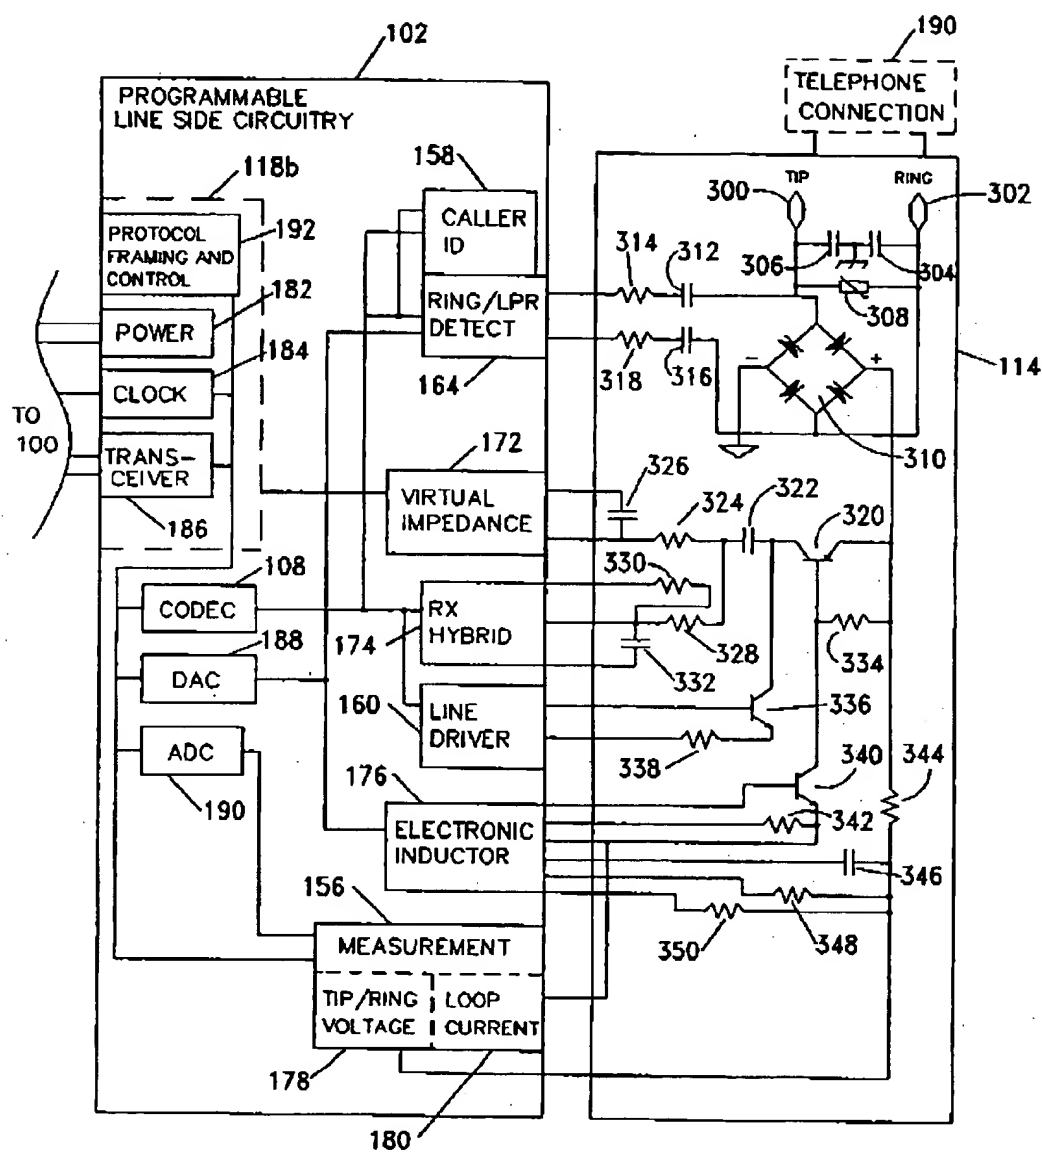 102
190
TELEPHONE
CONNECTION
PROGRAMMABLE
LINE SIDE CIRCUITRY
118b
158
TIP
RING
300
302
PROTOCOL
FRAMING AND
CONTROL
192
CALLER
ID
314
312
306
304
182
POWER
RING/LPR
DETECT
308
184
318
316
-
+
114
CLOCK
164
TO
100
TRANS-
CEIVER
172
326
310
186
VIRTUAL
IMPEDANCE
324
322
320
108
330
CODEC
RX
HYBRID
174
188
328
334
DAC
332
160
LINE
DRIVER
336
ADC
338
340
344
190
176
342
ELECTRONIC
INDUCTOR
346
156
350
348
MEASUREMENT
TIP/RING
VOLTAGE
LOOP
CURRENT
178
180